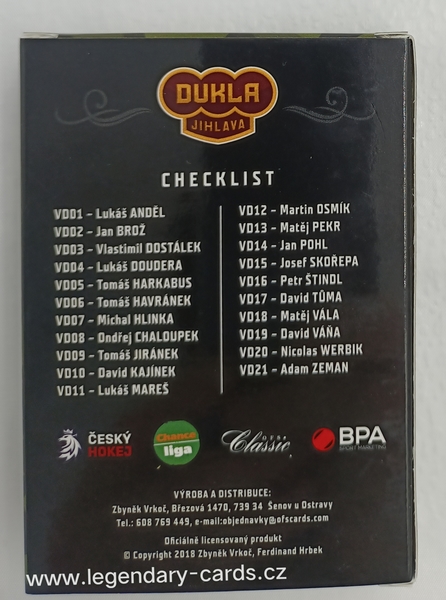 DUKLA
JIHLAVA
CHECKLIST
VD01 – Lukáš ANDĚL
VD02 – Jan BROŽ
VD03 – Vlastimil DOSTÁLEK
VD04 – Lukáš DOUDERA
VD05 – Tomáš HARKABUS
VD06 – Tomáš HAVRÁNEK
VD07 – Michal HLINKA
VD08 – Ondřej CHALOUPEK
VD09 – Tomáš JIRÁNEK
VD10 – David KAJÍNEK
VD11 – Lukáš MAREŠ
VD12 – Martin OSMÍK
VD13 – Matěj PEKR
VD14 – Jan POHL
VD15 – Josef SKOŘEPA
VD16 – Petr ŠTINDL
VD17 – David TŮMA
VD18 – Matěj VÁLA
VD19 – David VÁŇA
VD20 – Nicolas WERBIK
VD21 – Adam ZEMAN
ČESKÝ
HOKEJ
Chance
liga
OFS
Classic
BPA
SPORT MARKETING
VÝROBA A DISTRIBUCE:
Zbyněk Vrkoč, Březová 1470, 739 34 Šenov u Ostravy
Tel.: 608 769 449, e-mail:objednavky@ofscards.com
Oficiálně licensovaný produkt
© Copyright 2018 Zbyněk Vrkoč, Ferdinand Hrbek
www.legendary-cards.cz